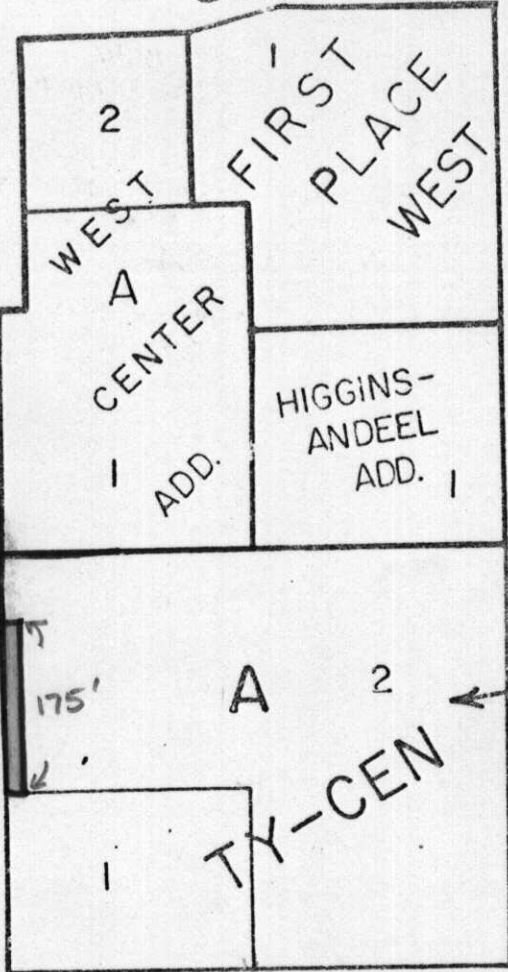 1
2
FIRST
PLACE
WEST
WEST
A
CENTER
ADD.
1
HIGGINS-
ANDEEL
ADD.
1
175'
A
2
TY-CEN
1